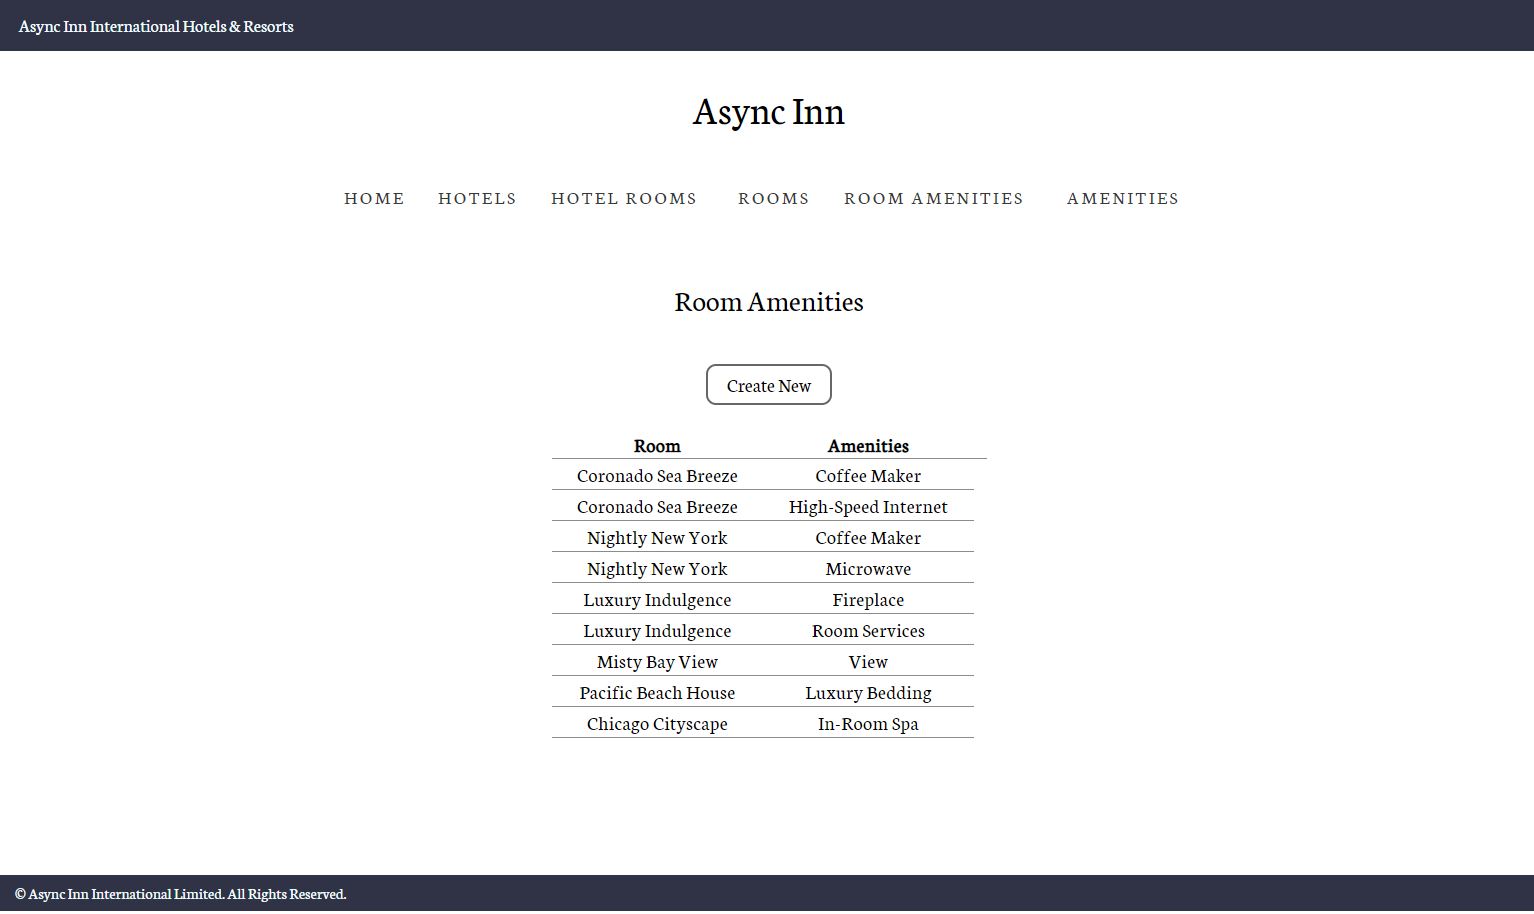 Async Inn International Hotels & Resorts
Async Inn
HOME HOTELS HOTEL ROOMS ROOMS ROOM AMENITIES AMENITIES
Room Amenities
Create New
Room Amenities
Coronado Sea Breeze Coffee Maker
Coronado Sea Breeze High-Speed Internet
Nightly New York Coffee Maker
Nightly New York Microwave
Luxury Indulgence Fireplace
Luxury Indulgence Room Services
Misty Bay View View
Pacific Beach House Luxury Bedding
Chicago Cityscape In-Room Spa
© Async Inn International Limited. All Rights Reserved.